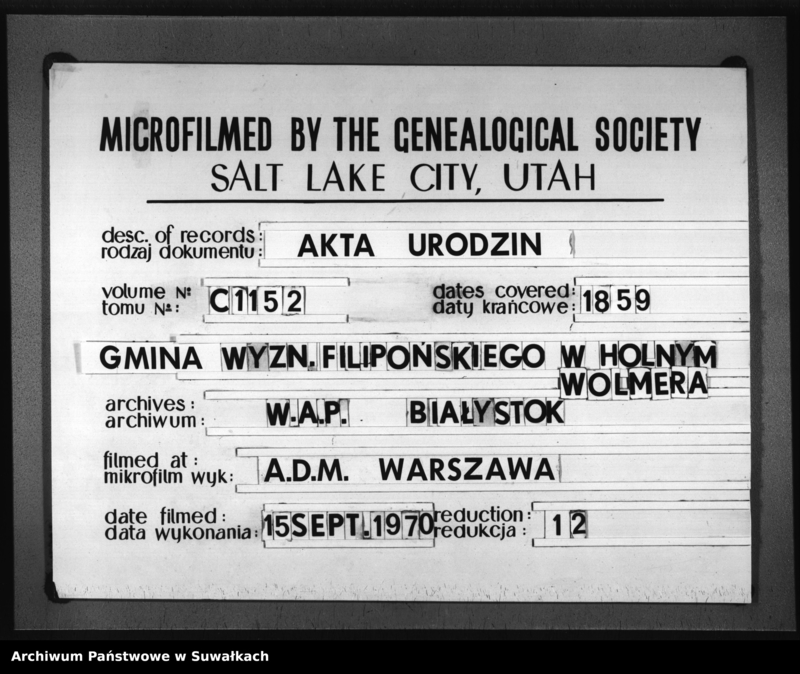 MICROFILMED BY THE GENEALOGICAL SOCIETY
SALT LAKE CITY, UTAH
desc. of records: AKTA URODZIN
rodzaj dokumentu:
volume No C1152 dates covered: 1859
tomu No: daty krańcowe:
GMINA WYZN. FILIPOŃSKIEGO W HOLNYM
WOLMERA
archives: W.A.P. BIAŁYSTOK
archiwum:
filmed at: A.D.M. WARSZAWA
mikrofilm wyk:
date filmed: 15 SEPT. 1970 reduction: 12
data wykonania: redukcja:
Archiwum Państwowe w Suwałkach